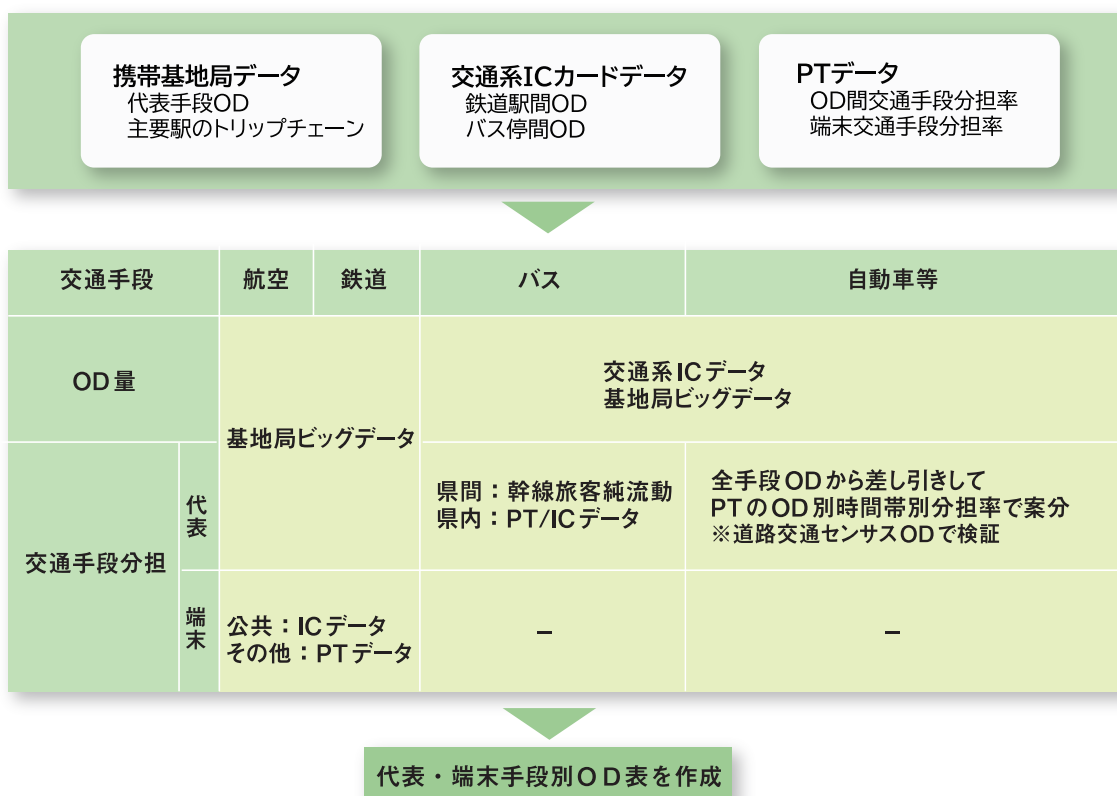 携帯基地局データ
代表手段OD
主要駅のトリップチェーン
交通系ICカードデータ
鉄道駅間OD
バス停間OD
PTデータ
OD間交通手段分担率
端末交通手段分担率
交通手段
航空
鉄道
バス
自動車等
OD量
基地局ビッグデータ
交通系ICデータ
基地局ビッグデータ
交通手段分担
代表
県間：幹線旅客純流動
県内：PT/ICデータ
全手段ODから差し引きして
PTのOD別時間帯別分担率で案分
※道路交通センサスODで検証
端末
公共：ICデータ
その他：PTデータ
–
–
代表・端末手段別OD表を作成